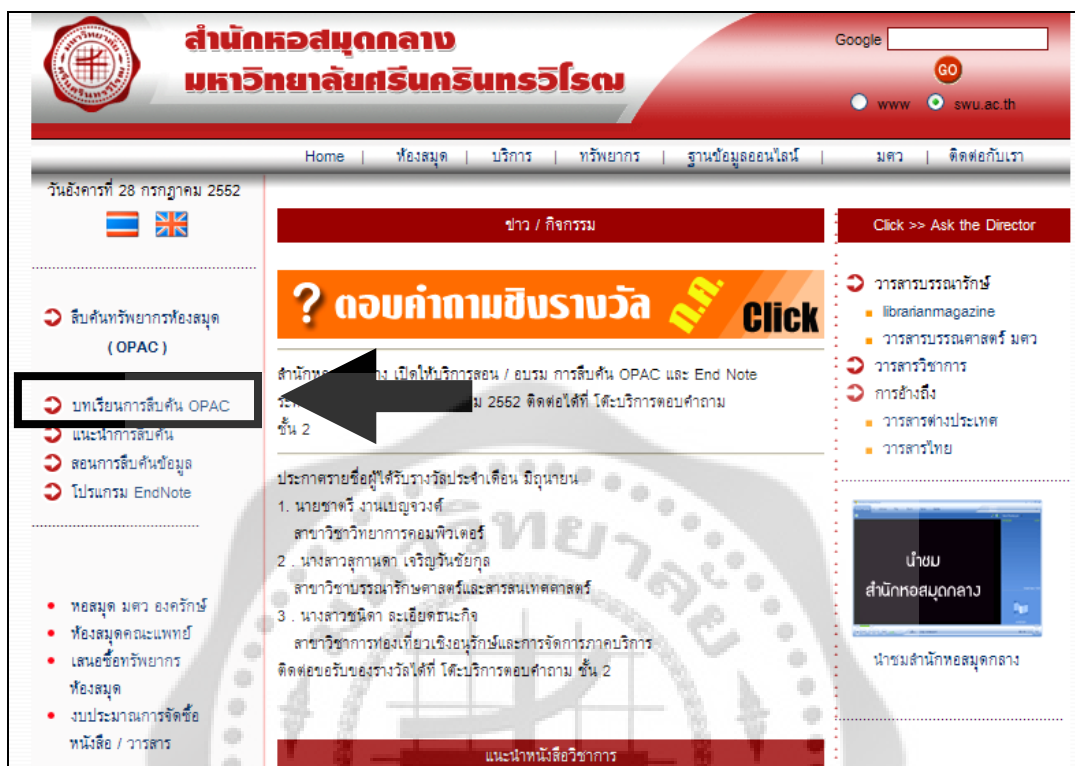 สำนักหอสมุดกลาง
มหาวิทยาลัยศรีนครินทรวิโรฒ
Google
GO
www swu.ac.th
Home | ห้องสมุด | บริการ | ทรัพยากร | ฐานข้อมูลออนไลน์ | มศว | ติดต่อกับเรา
วันอังคารที่ 28 กรกฎาคม 2552
สืบค้นทรัพยากรห้องสมุด
( OPAC )
บทเรียนการสืบค้น OPAC
แนะนำการสืบค้น
สอนการสืบค้นข้อมูล
โปรแกรม EndNote
หอสมุด มศว องครักษ์
ห้องสมุดคณะแพทย์
เสนอซื้อทรัพยากร
ห้องสมุด
งบประมาณการจัดซื้อ
หนังสือ / วารสาร
ข่าว / กิจกรรม
? ตอบคำถามชิงรางวัล ก.ค. Click
เปิดให้บริการสอน / อบรม การสืบค้น OPAC และ End Note
2552 ติดต่อได้ที่ โต๊ะบริการตอบคำถาม
ชั้น 2
ประกาศรายชื่อผู้ได้รับรางวัลประจำเดือน มิถุนายน
1. นายชาตรี งานเบญจวงศ์
สาขาวิชาวิทยาการคอมพิวเตอร์
2 . นางสาวสุกานดา เจริญวันชัยกุล
สาขาวิชาบรรณารักษศาสตร์และสารสนเทศศาสตร์
3 . นางสาวชนิดา ละเอียดธนะกิจ
สาขาวิชาการท่องเที่ยวเชิงอนุรักษ์และการจัดการภาคบริการ
ติดต่อขอรับของรางวัลได้ที่ โต๊ะบริการตอบคำถาม ชั้น 2
แนะนำหนังสือวิชาการ
Click >> Ask the Director
วารสารบรรณารักษ์
librarianmagazine
วารสารบรรณศาสตร์ มศว
วารสารวิชาการ
การอ้างถึง
วารสารต่างประเทศ
วารสารไทย
นำชม
สำนักหอสมุดกลาง
นำชมสำนักหอสมุดกลาง